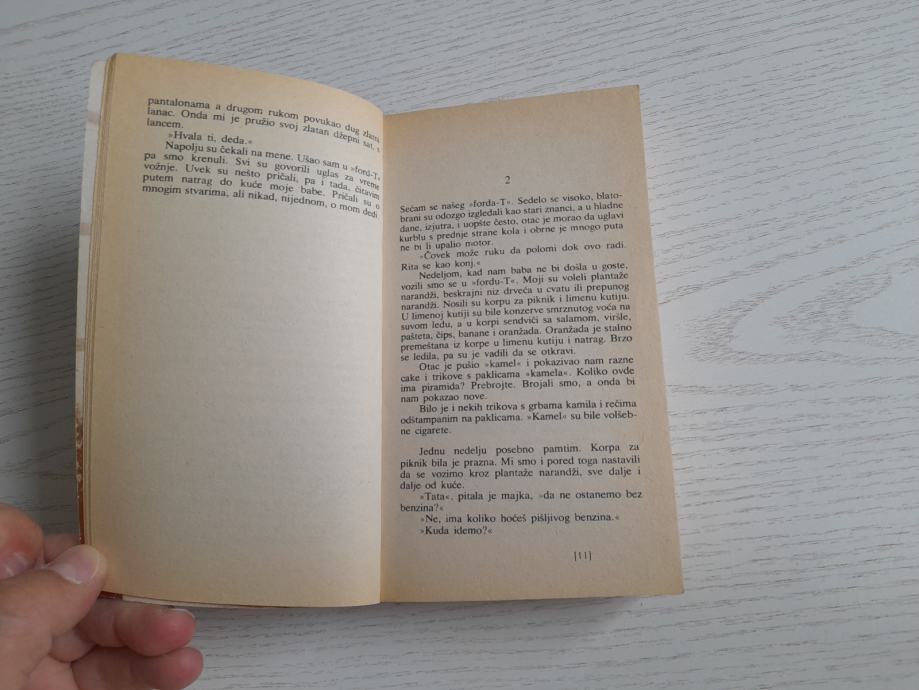 pantalonama a drugom rukom povukao dug zlatni
lanac. Onda mi je pružio svoj zlatan džepni sat, s
lancem.
»Hvala ti, deda.«
Napolju su čekali na mene. Ušao sam u »ford-T«
pa smo krenuli. Svi su govorili uglas za vreme
vožnje. Uvek su nešto pričali, pa i tada, čitavim
putem natrag do kuće moje babe. Pričali su o
mnogim stvarima, ali nikad, nijednom, o mom dedi
2
Sećam se našeg »forda-T«. Sedelo se visoko, blato-
brani su odozgo izgledali kao stari znanci, a u hladne
dane, izjutra, i uopšte često, otac je morao da uglavi
kurblu s prednje strane kola i obrne je mnogo puta
ne bi li upalio motor.
»Čovek može ruku da polomi dok ovo radi.
Rita se kao konj.«
Nedeljom, kad nam baba ne bi došla u goste,
vozili smo se u »fordu-T«. Moji su voleli plantaže
narandži, beskrajni niz drveća u cvatu ili prepunog
narandži. Nosili su korpu za piknik i limenu kutiju.
U limenoj kutiji su bile konzerve smrznutog voća na
suvom ledu, a u korpi sendviči sa salamom, viršle,
pašteta, čips, banane i oranžada. Oranžada je stalno
premeštana iz korpe u limenu kutiju i natrag. Brzo
se ledila, pa su je vadili da se otkravi.
Otac je pušio »kamel« i pokazivao nam razne
cake i trikove s paklicama »kamela«. Koliko ovde
ima piramida? Prebrojte. Brojali smo, a onda bi
nam pokazao nove.
Bilo je i nekih trikova s grbama kamila i rečima
odštampanim na paklicama. »Kamel« su bile volšeb-
ne cigarete.
Jednu nedelju posebno pamtim. Korpa za
piknik bila je prazna. Mi smo i pored toga nastavili
da se vozimo kroz plantaže narandži, sve dalje i
dalje od kuće.
»Tata«, pitala je majka, »da ne ostanemo bez
benzina?«
»Ne, ima koliko hoćeš pišljivog benzina.«
»Kuda idemo?«
[11]